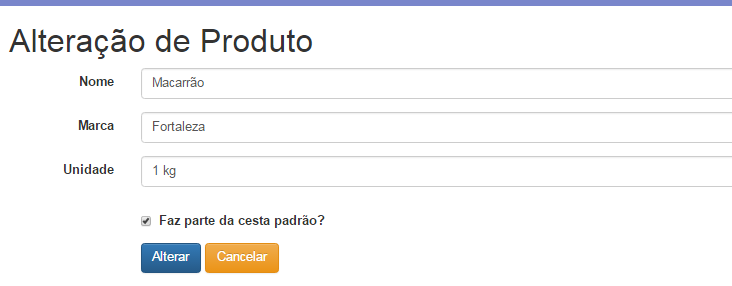 Alteração de Produto
Nome Macarrão
Marca Fortaleza
Unidade 1 kg
Faz parte da cesta padrão?
Alterar Cancelar